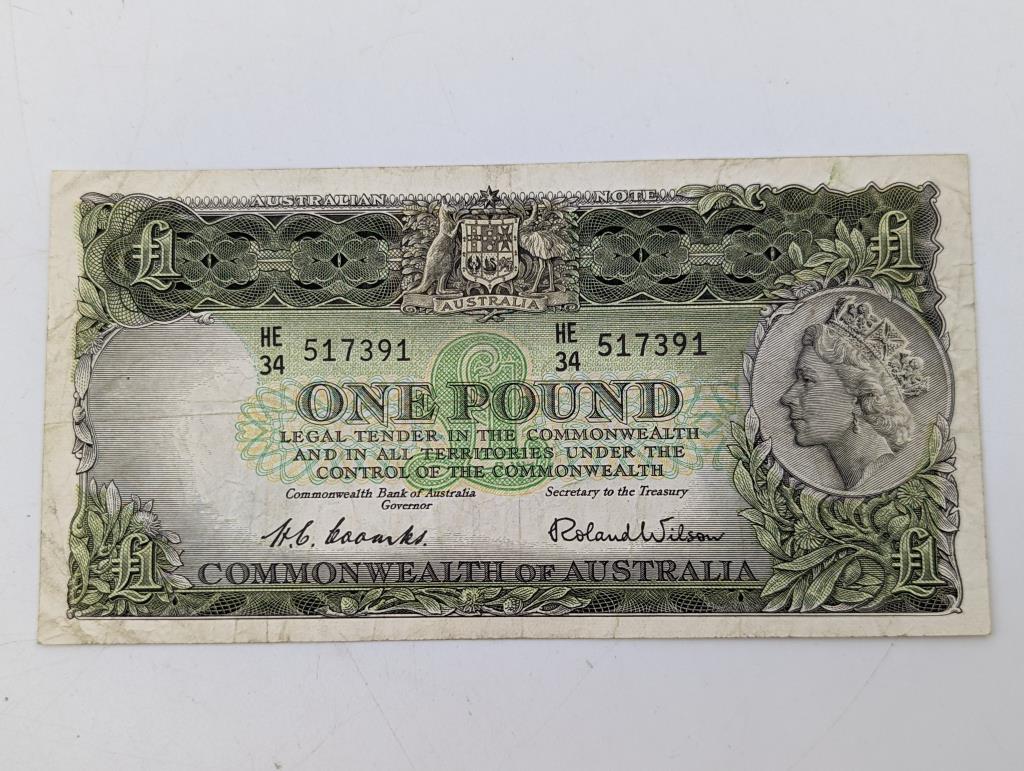 AUSTRALIAN NOTE
£1 £1
AUSTRALIA
HE 34 517391 HE 34 517391
ONE POUND
LEGAL TENDER IN THE COMMONWEALTH
AND IN ALL TERRITORIES UNDER THE
CONTROL OF THE COMMONWEALTH
Commonwealth Bank of Australia
Governor
Secretary to the Treasury
H.C. Coombs. Roland Wilson
£1 £1
COMMONWEALTH OF AUSTRALIA